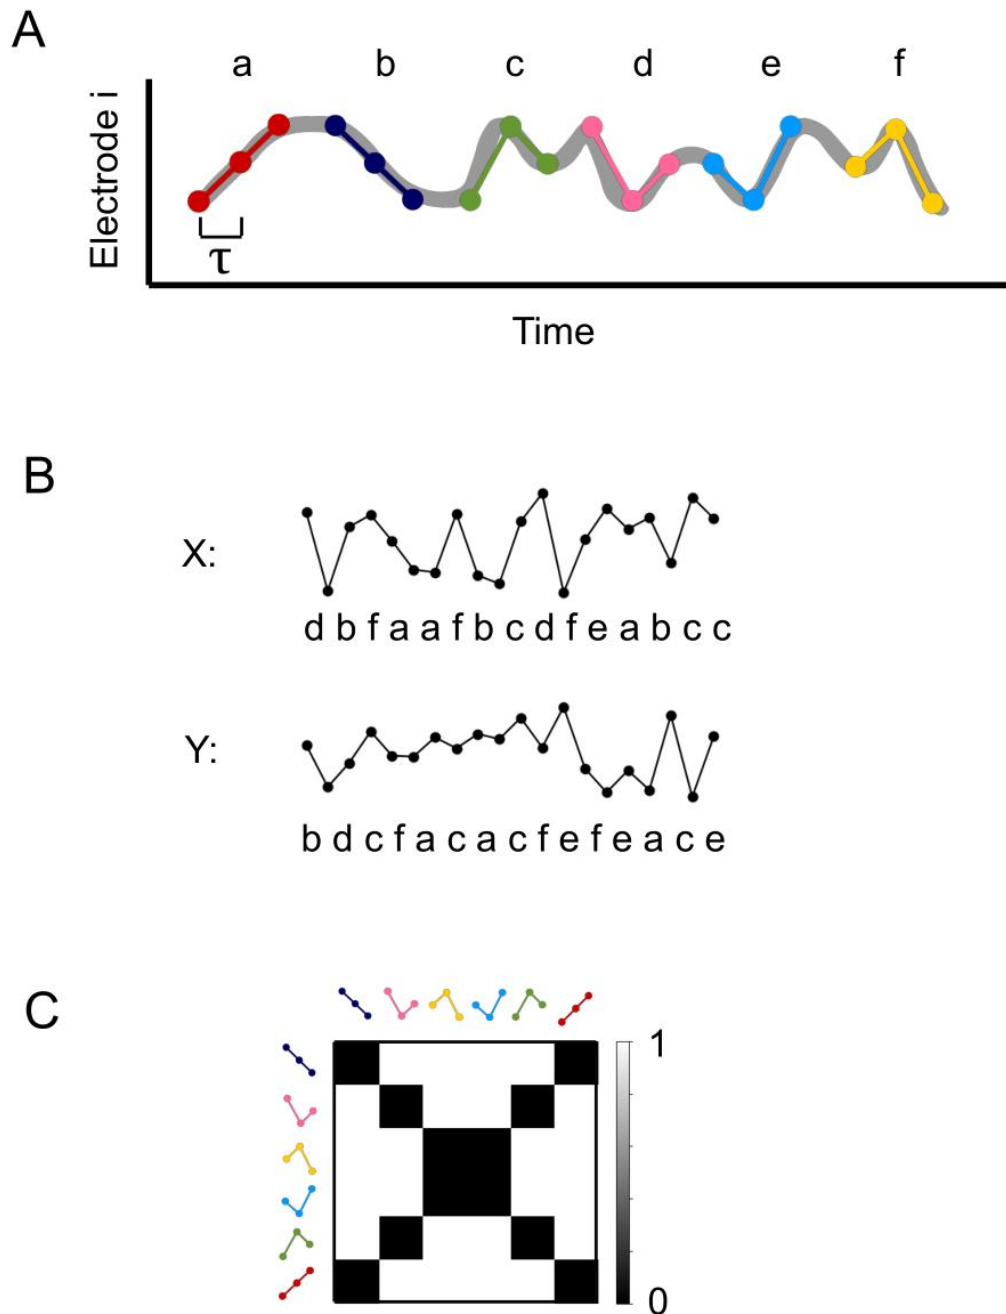 A
a b c d e f
Electrode i
τ
Time
B
X:
d b f a a f b c d f e a b c c
Y:
b d c f a c a c f e f e a c e
C
1
0